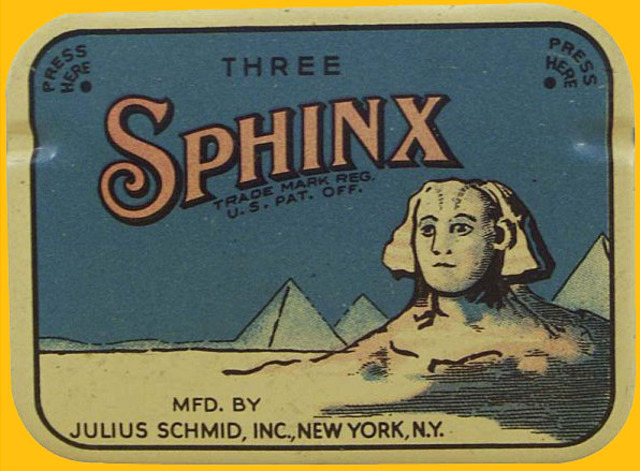 PRESS
HERE
PRESS
HERE
THREE
SPHINX
TRADE MARK REG.
U.S. PAT. OFF.
MFD. BY
JULIUS SCHMID, INC., NEW YORK, N.Y.